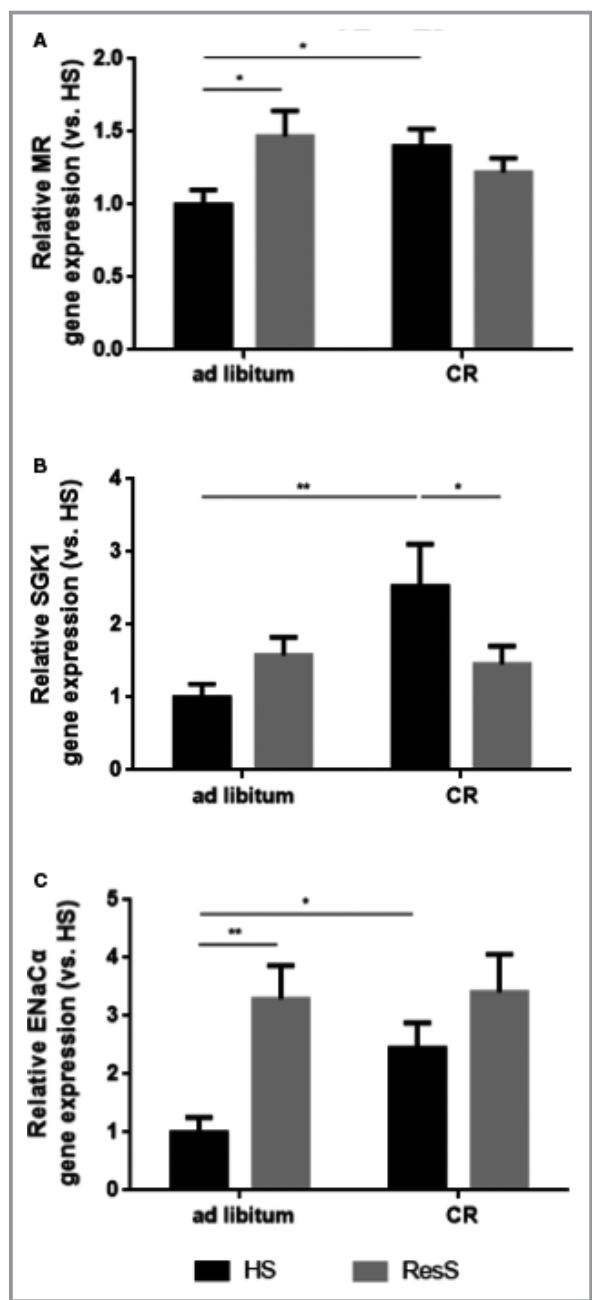 A
Relative MR
gene expression (vs. HS)
2.0
1.5
1.0
0.5
0.0
*
*
ad libitum
CR
B
Relative SGK1
gene expression (vs. HS)
4
3
2
1
0
**
*
ad libitum
CR
C
Relative ENaCα
gene expression (vs. HS)
5
4
3
2
1
0
*
**
ad libitum
CR
HS
ResS